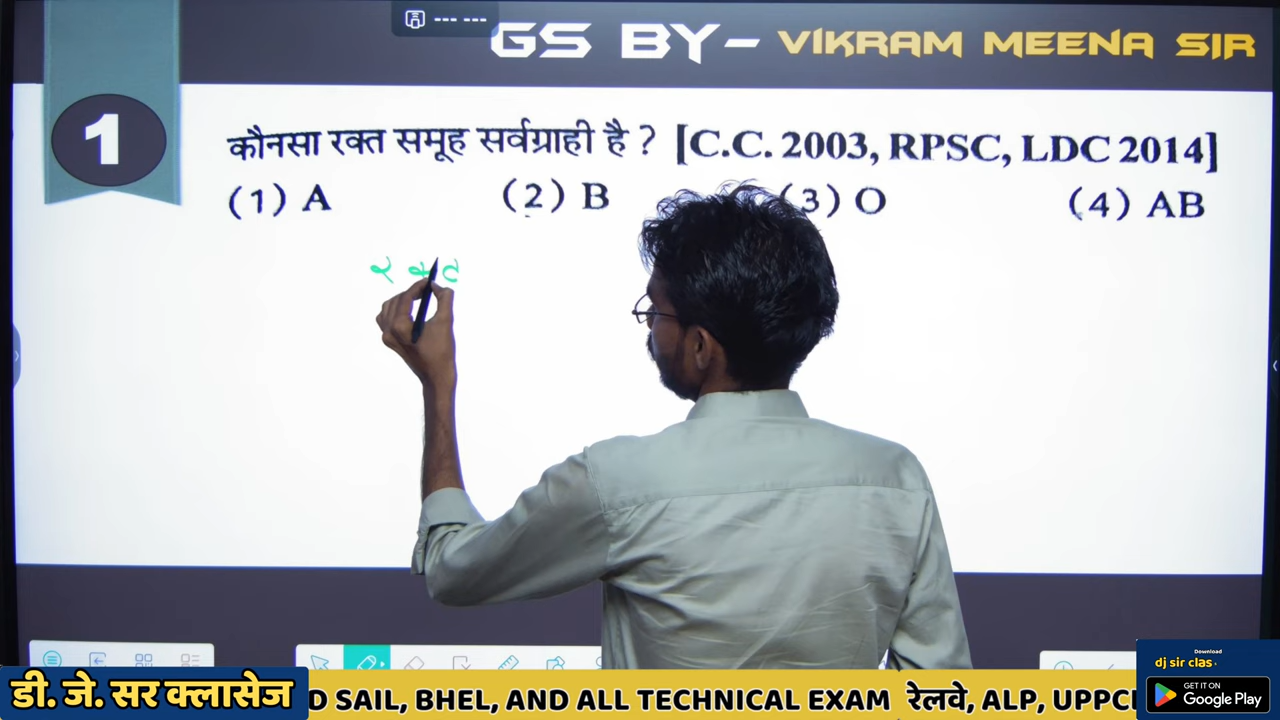 --- ---
GS BY- VIKRAM MEENA SIR
1
कौनसा रक्त समूह सर्वग्राही है ? [C.C. 2003, RPSC, LDC 2014]
(1) A (2) B (3) O (4) AB
डी. जे. सर क्लासेज
D SAIL, BHEL, AND ALL TECHNICAL EXAM रेलवे, ALP, UPPC
Download
dj sir clas
GET IT ON
Google Play